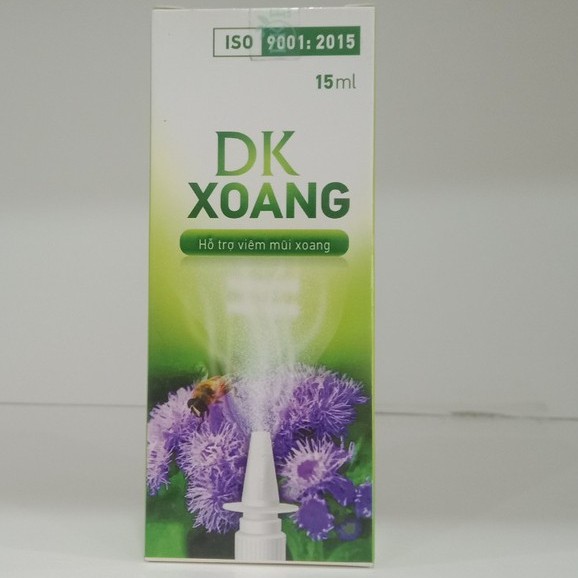 ISO 9001: 2015
15ml
DK
XOANG
Hỗ trợ viêm mũi xoang